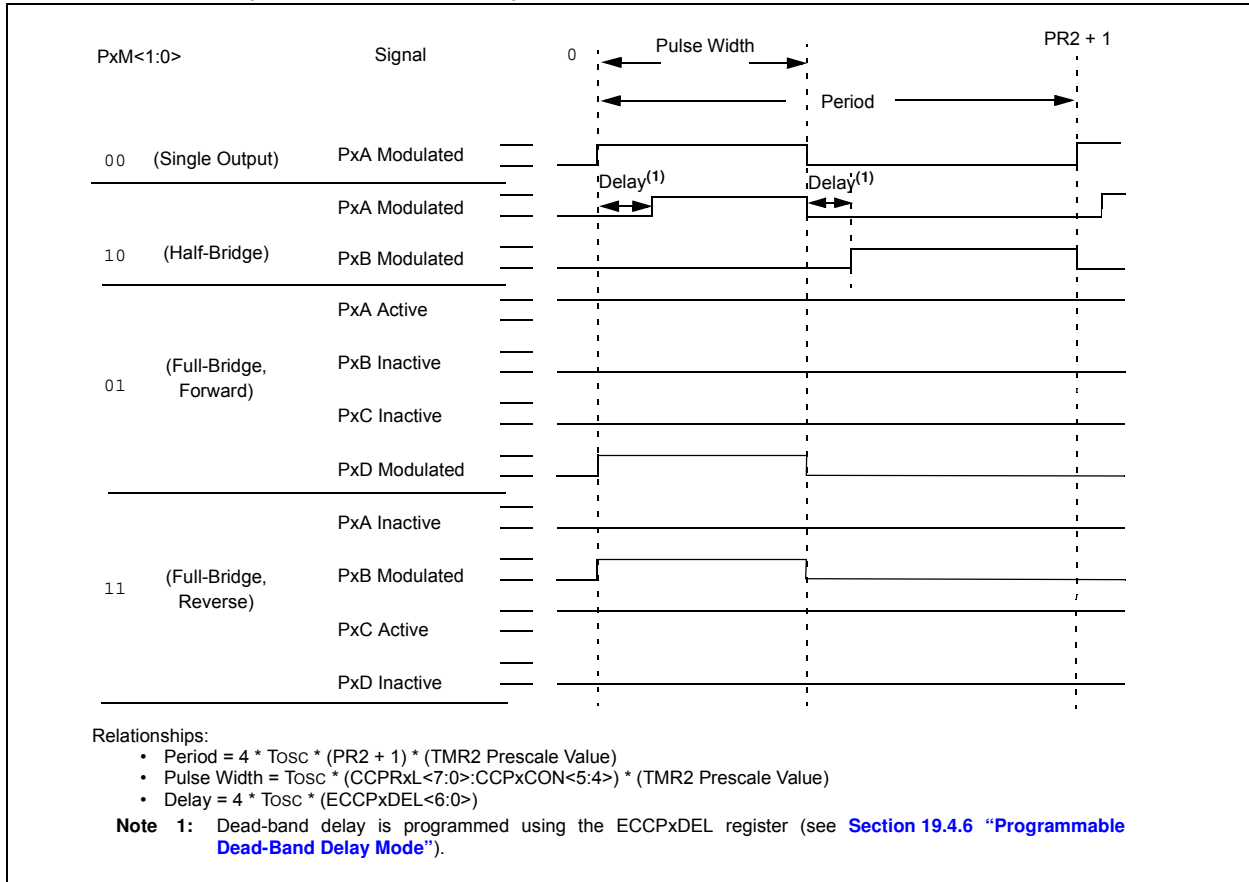 PxM<1:0> Signal 0 Pulse Width PR2 + 1
Period
00 (Single Output) PxA Modulated
Delay(1) Delay(1)
PxA Modulated
10 (Half-Bridge) PxB Modulated
PxA Active
01 (Full-Bridge, Forward) PxB Inactive
PxC Inactive
PxD Modulated
PxA Inactive
11 (Full-Bridge, Reverse) PxB Modulated
PxC Active
PxD Inactive
Relationships:
• Period = 4 * TOSC * (PR2 + 1) * (TMR2 Prescale Value)
• Pulse Width = TOSC * (CCPRxL<7:0>:CCPxCON<5:4>) * (TMR2 Prescale Value)
• Delay = 4 * TOSC * (ECCPxDEL<6:0>)
Note 1: Dead-band delay is programmed using the ECCPxDEL register (see Section 19.4.6 “Programmable
Dead-Band Delay Mode”).